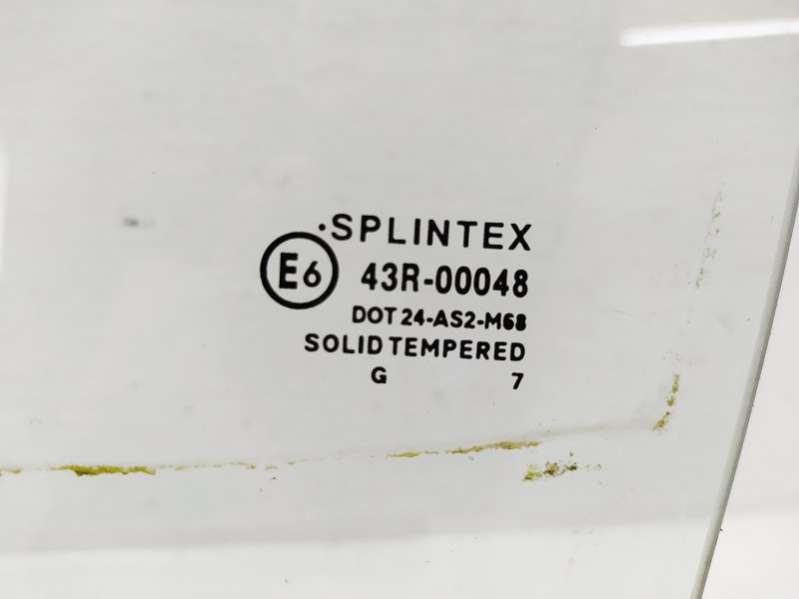 .SPLINTEX
E6 43R-00048
DOT 24-AS2-M68
SOLID TEMPERED
G 7